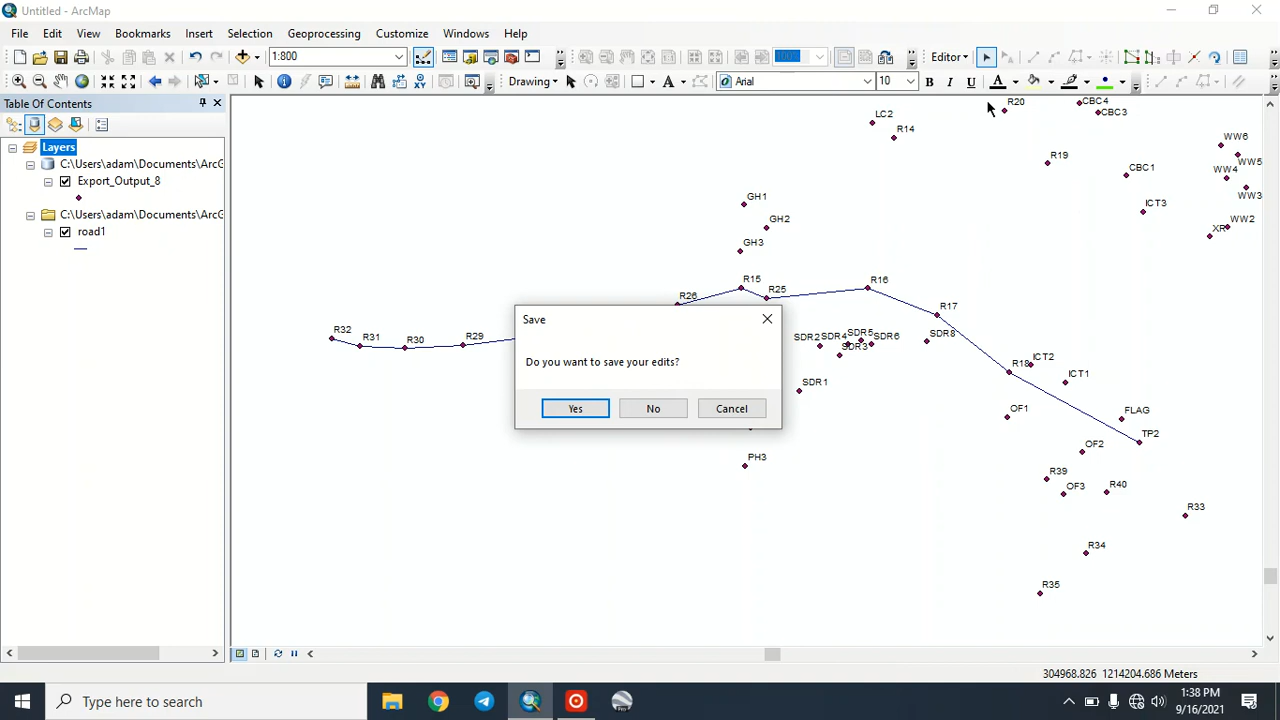 Untitled - ArcMap
File Edit View Bookmarks Insert Selection Geoprocessing Customize Windows Help
1:800 100% Editor
Drawing A Arial 10 B I U A
Table Of Contents
Layers
C:\Users\adam\Documents\ArcG
Export_Output_8
C:\Users\adam\Documents\ArcG
road1
R20 CBC4
CBC3
LC2
R14
WW6
R19
WW5
CBC1
WW4
GH1
WW3
ICT3
GH2
WW2
XR
GH3
R15
R16
R26
R25
R17
R32
R31
R30
R29
SDR2 SDR4 SDR5 SDR6 SDR8
SDR3
R18 ICT2
SDR1
ICT1
OF1
FLAG
TP2
OF2
PH3
R39
OF3
R40
R33
R34
R35
Save
Do you want to save your edits?
Yes No Cancel
304968.826 1214204.686 Meters
Type here to search
1:38 PM
9/16/2021